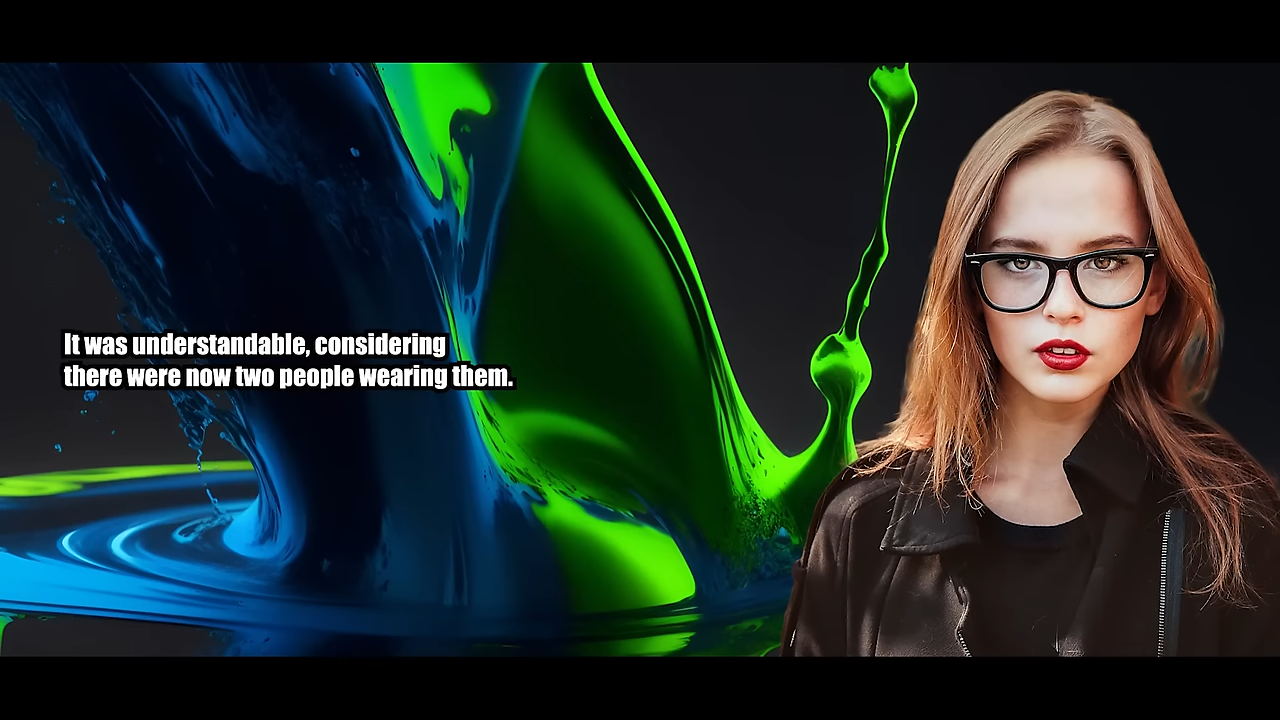 It was understandable, considering
there were now two people wearing them.